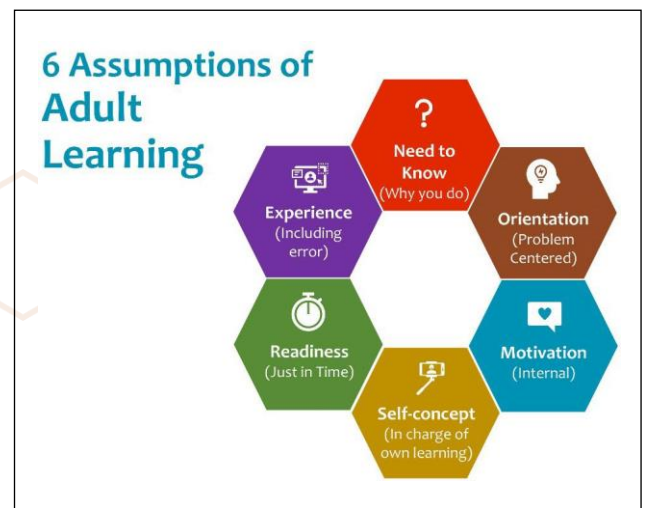 6 Assumptions of
Adult
Learning
?
Need to
Know
(Why you do)
Orientation
(Problem
Centered)
Motivation
(Internal)
Self-concept
(In charge of
own learning)
Readiness
(Just in Time)
Experience
(Including
error)